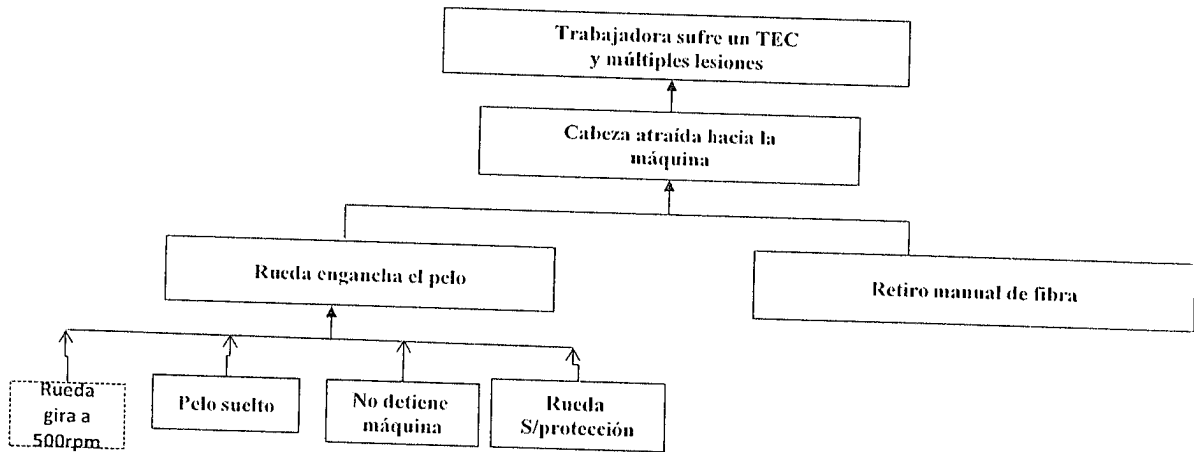 Trabajadora sufre un TEC
y múltiples lesiones
Cabeza atraída hacia la
máquina
Rueda engancha el pelo
Retiro manual de fibra
Rueda
gira a
500rpm
Pelo suelto
No detiene
máquina
Rueda
S/protección